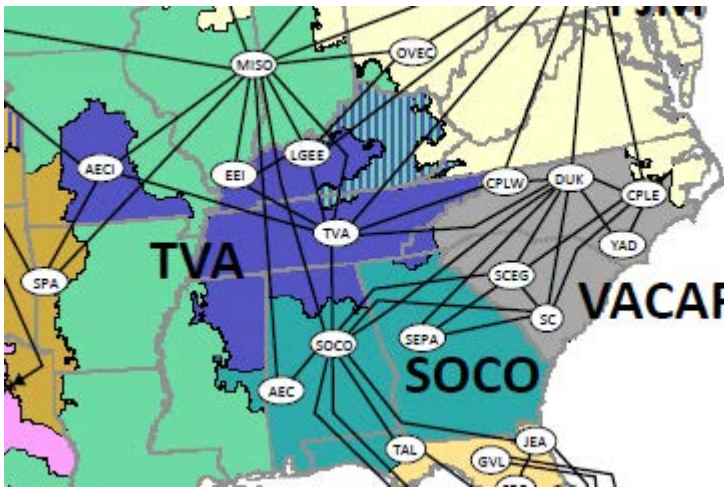 PJM
OVEC
MISO
LGEE
AECI
EEI
CPLW
DUK
CPLE
TVA
YAD
TVA
SPA
SCEG
VACAR
SC
SOCO
SEPA
SOCO
AEC
JEA
TAL
GVL